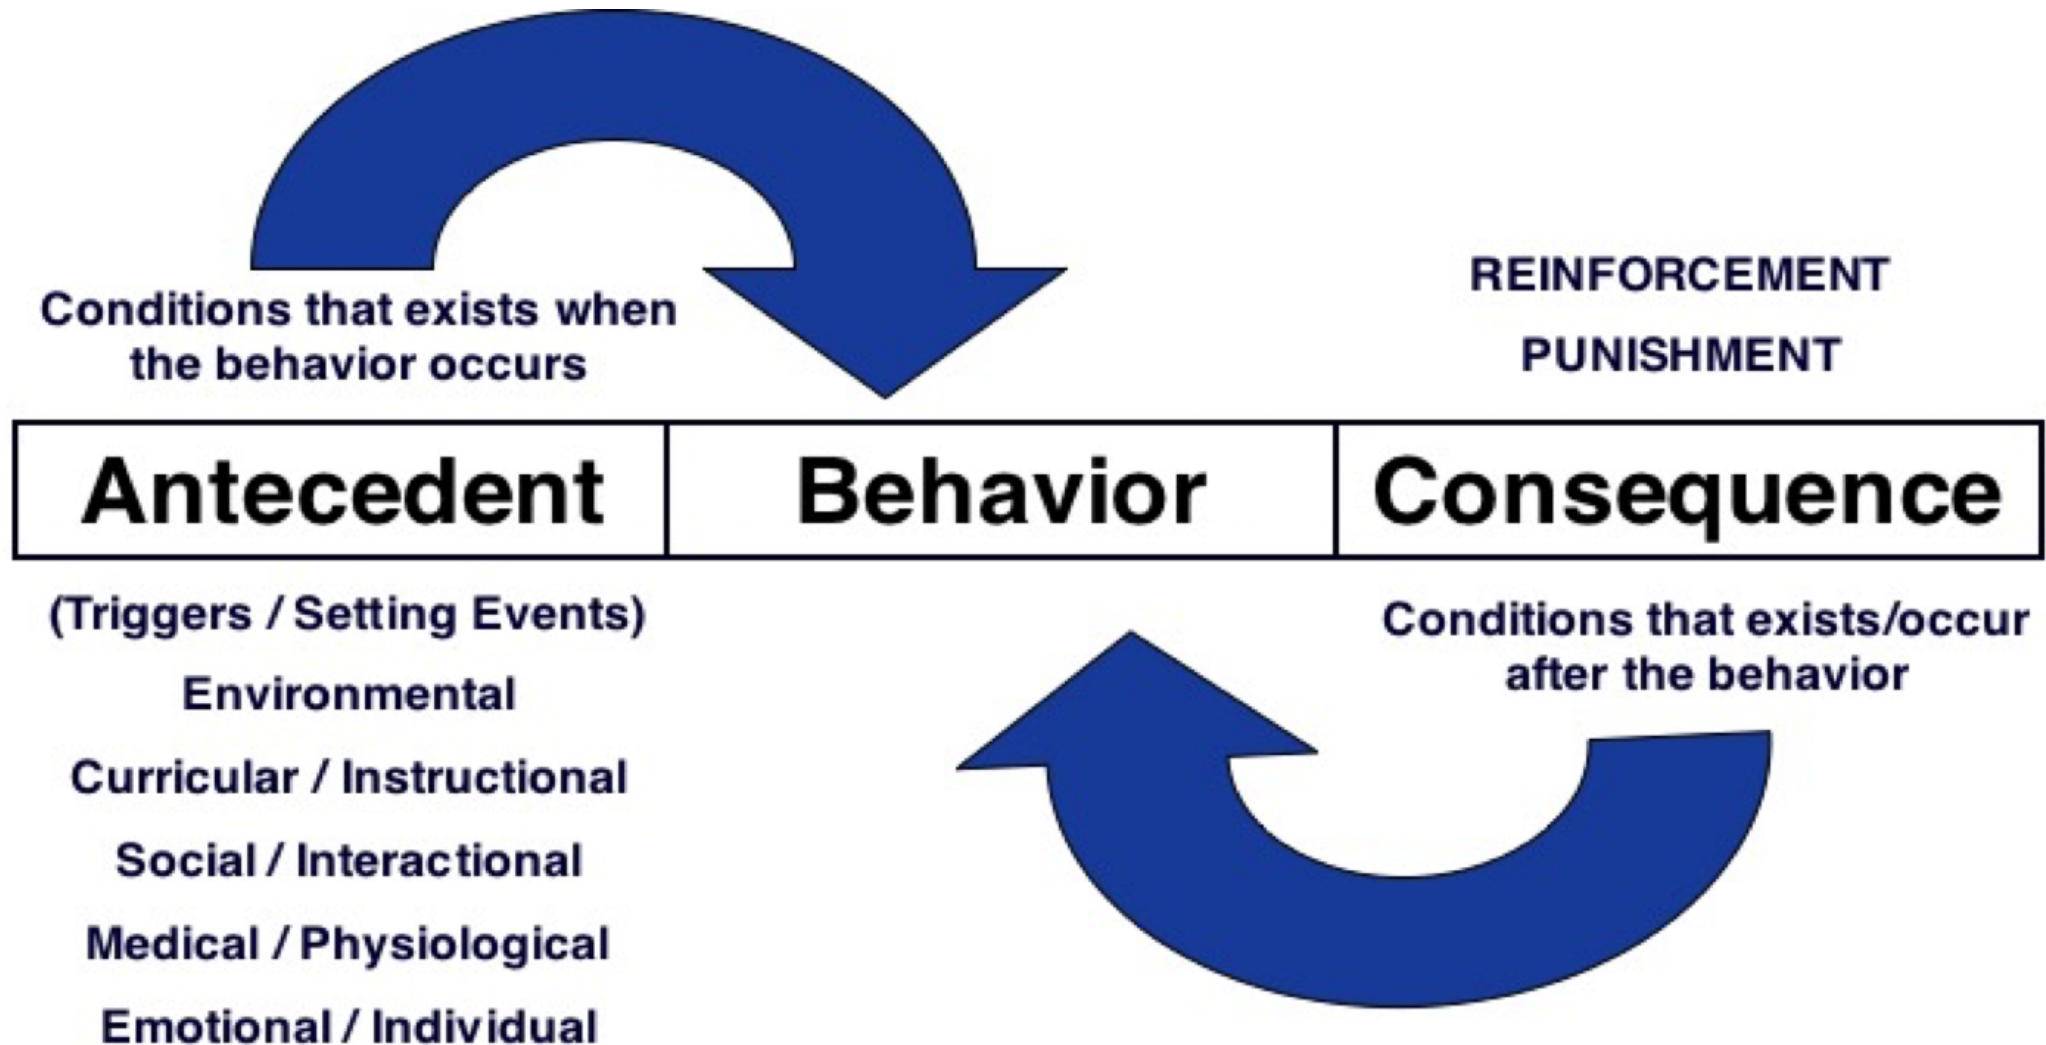 Conditions that exists when
the behavior occurs
REINFORCEMENT
PUNISHMENT
Antecedent
Behavior
Consequence
(Triggers / Setting Events)
Environmental
Curricular / Instructional
Social / Interactional
Medical / Physiological
Emotional / Individual
Conditions that exists/occur
after the behavior